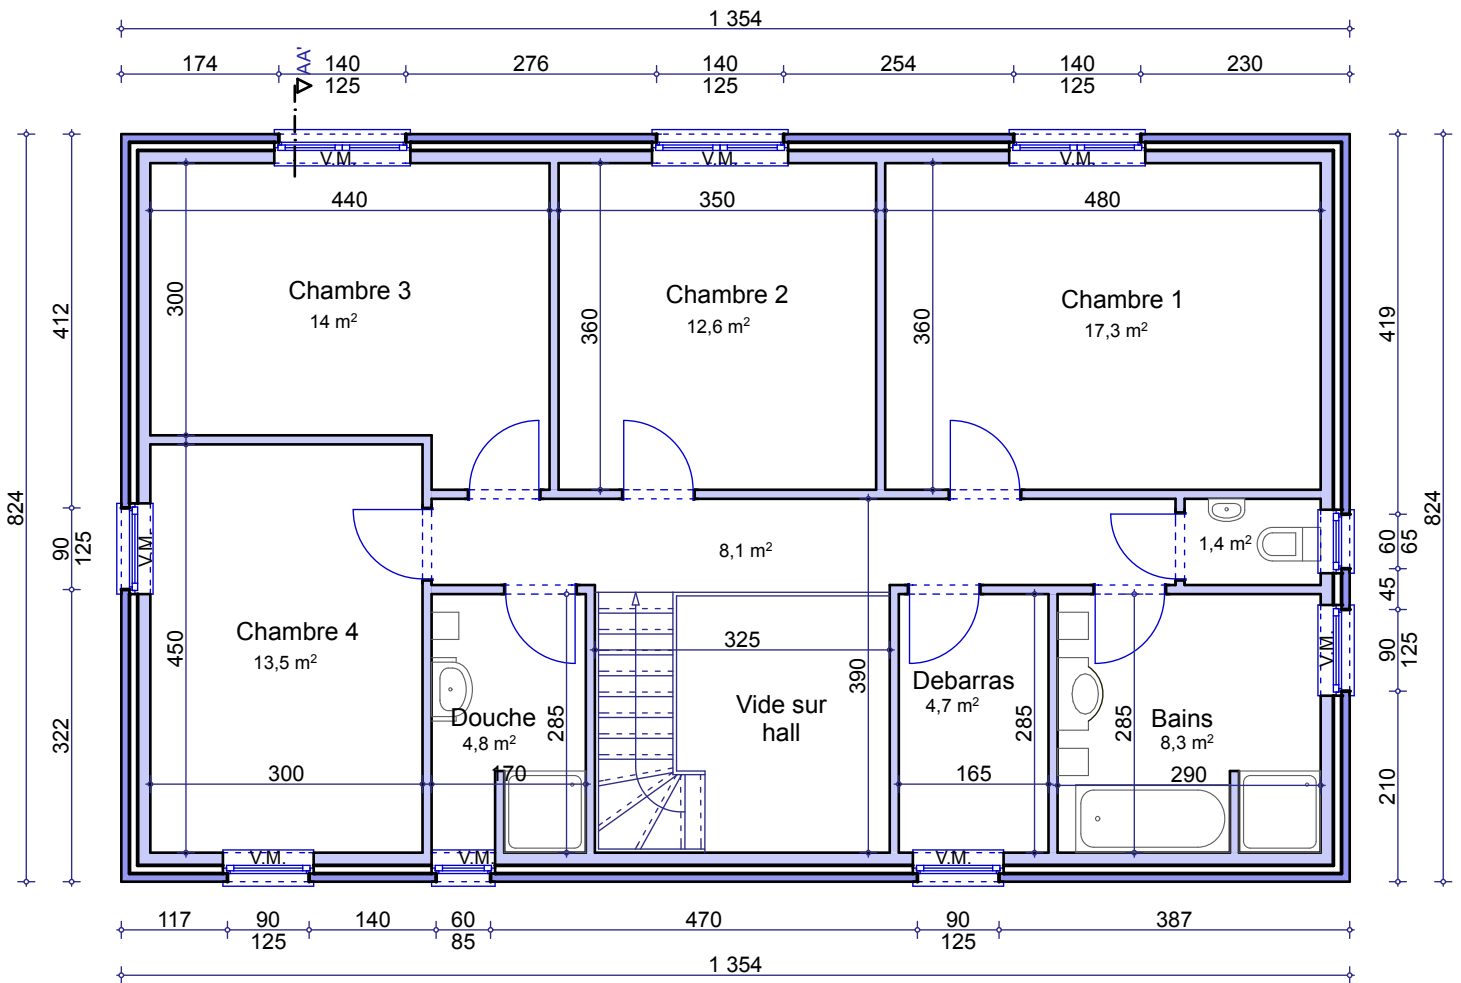 1 354
174
140
276
140
254
140
230
125
125
125
AA'
V.M.
V.M.
V.M.
440
350
480
824
412
90
125
322
300
360
360
Chambre 3
14 m²
Chambre 2
12,6 m²
Chambre 1
17,3 m²
419
60
65
45
90
125
210
824
V.M.
8,1 m²
1,4 m²
Chambre 4
13,5 m²
450
325
390
Vide sur
hall
Debarras
4,7 m²
V.M.
Douche
4,8 m²
285
285
285
Bains
8,3 m²
300
170
165
290
V.M.
V.M.
V.M.
117
90
140
60
470
90
387
125
85
125
1 354